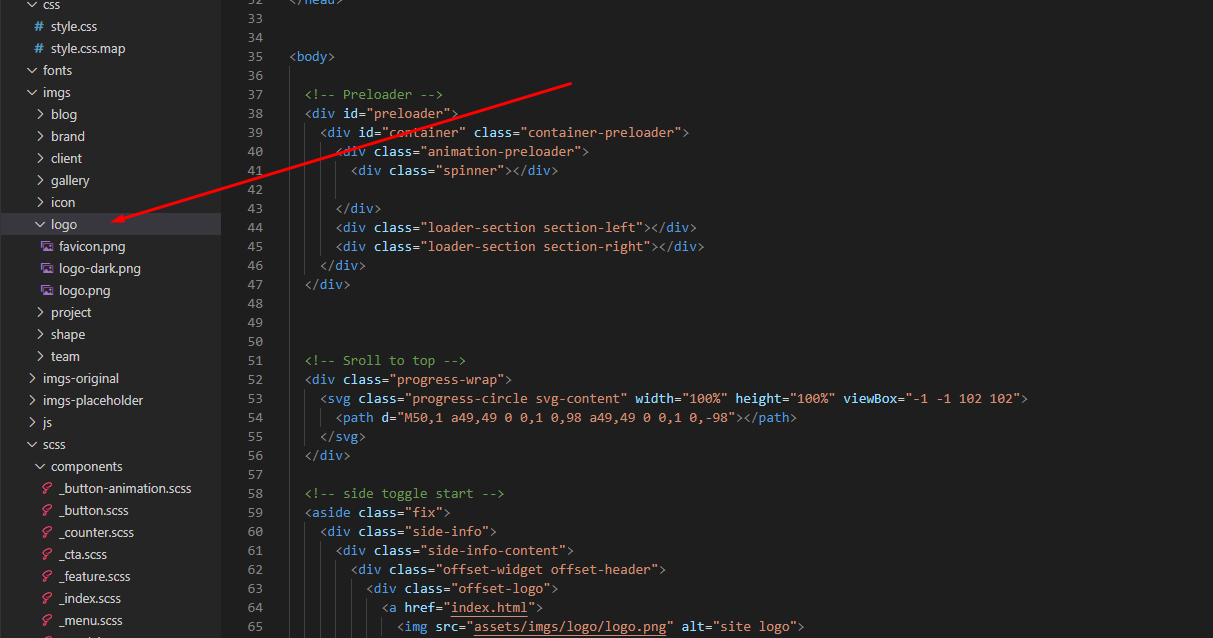 css
# style.css
# style.css.map
fonts
imgs
blog
brand
client
gallery
icon
logo
favicon.png
logo-dark.png
logo.png
project
shape
team
imgs-original
imgs-placeholder
js
scss
components
_button-animation.scss
_button.scss
_counter.scss
_cta.scss
_feature.scss
_index.scss
_menu.scss
32 </head>
33
34
35 <body>
36
37 <!-- Preloader -->
38 <div id="preloader">
39 <div id="container" class="container-preloader">
40 <div class="animation-preloader">
41 <div class="spinner"></div>
42
43 </div>
44 <div class="loader-section section-left"></div>
45 <div class="loader-section section-right"></div>
46 </div>
47 </div>
48
49
50
51 <!-- Sroll to top -->
52 <div class="progress-wrap">
53 <svg class="progress-circle svg-content" width="100%" height="100%" viewBox="-1 -1 102 102">
54 <path d="M50,1 a49,49 0 0,1 0,98 a49,49 0 0,1 0,-98"></path>
55 </svg>
56 </div>
57
58 <!-- side toggle start -->
59 <aside class="fix">
60 <div class="side-info">
61 <div class="side-info-content">
62 <div class="offset-widget offset-header">
63 <div class="offset-logo">
64 <a href="index.html">
65 <img src="assets/imgs/logo/logo.png" alt="site logo">